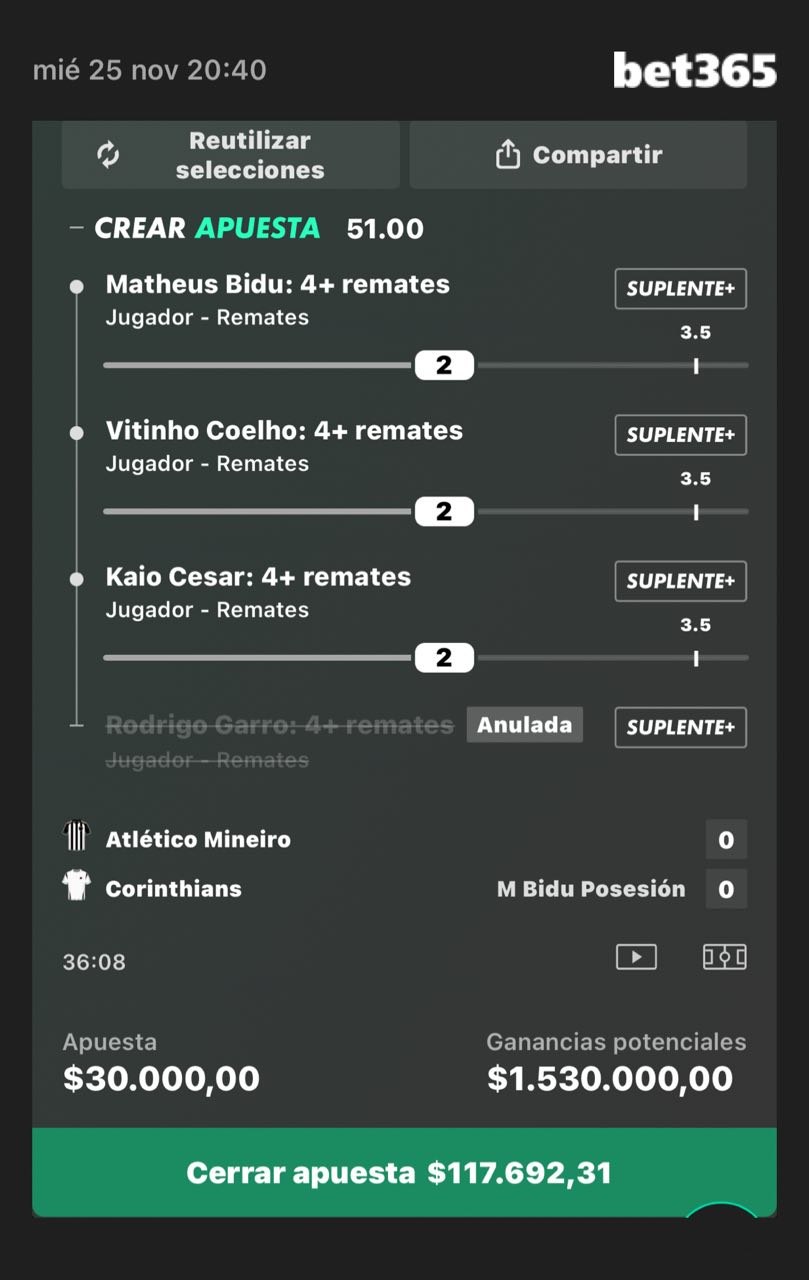 mié 25 nov 20:40
bet365
Reutilizar
selecciones
Compartir
CREAR APUESTA 51.00
Matheus Bidu: 4+ remates
SUPLENTE+
Jugador - Remates
3.5
2
Vitinho Coelho: 4+ remates
SUPLENTE+
Jugador - Remates
3.5
2
Kaio Cesar: 4+ remates
SUPLENTE+
Jugador - Remates
3.5
2
Rodrigo Garro: 4+ remates Anulada
SUPLENTE+
Jugador - Remates
Atlético Mineiro 0
Corinthians M Bidu Posesión 0
36:08
Apuesta Ganancias potenciales
$30.000,00 $1.530.000,00
Cerrar apuesta $117.692,31